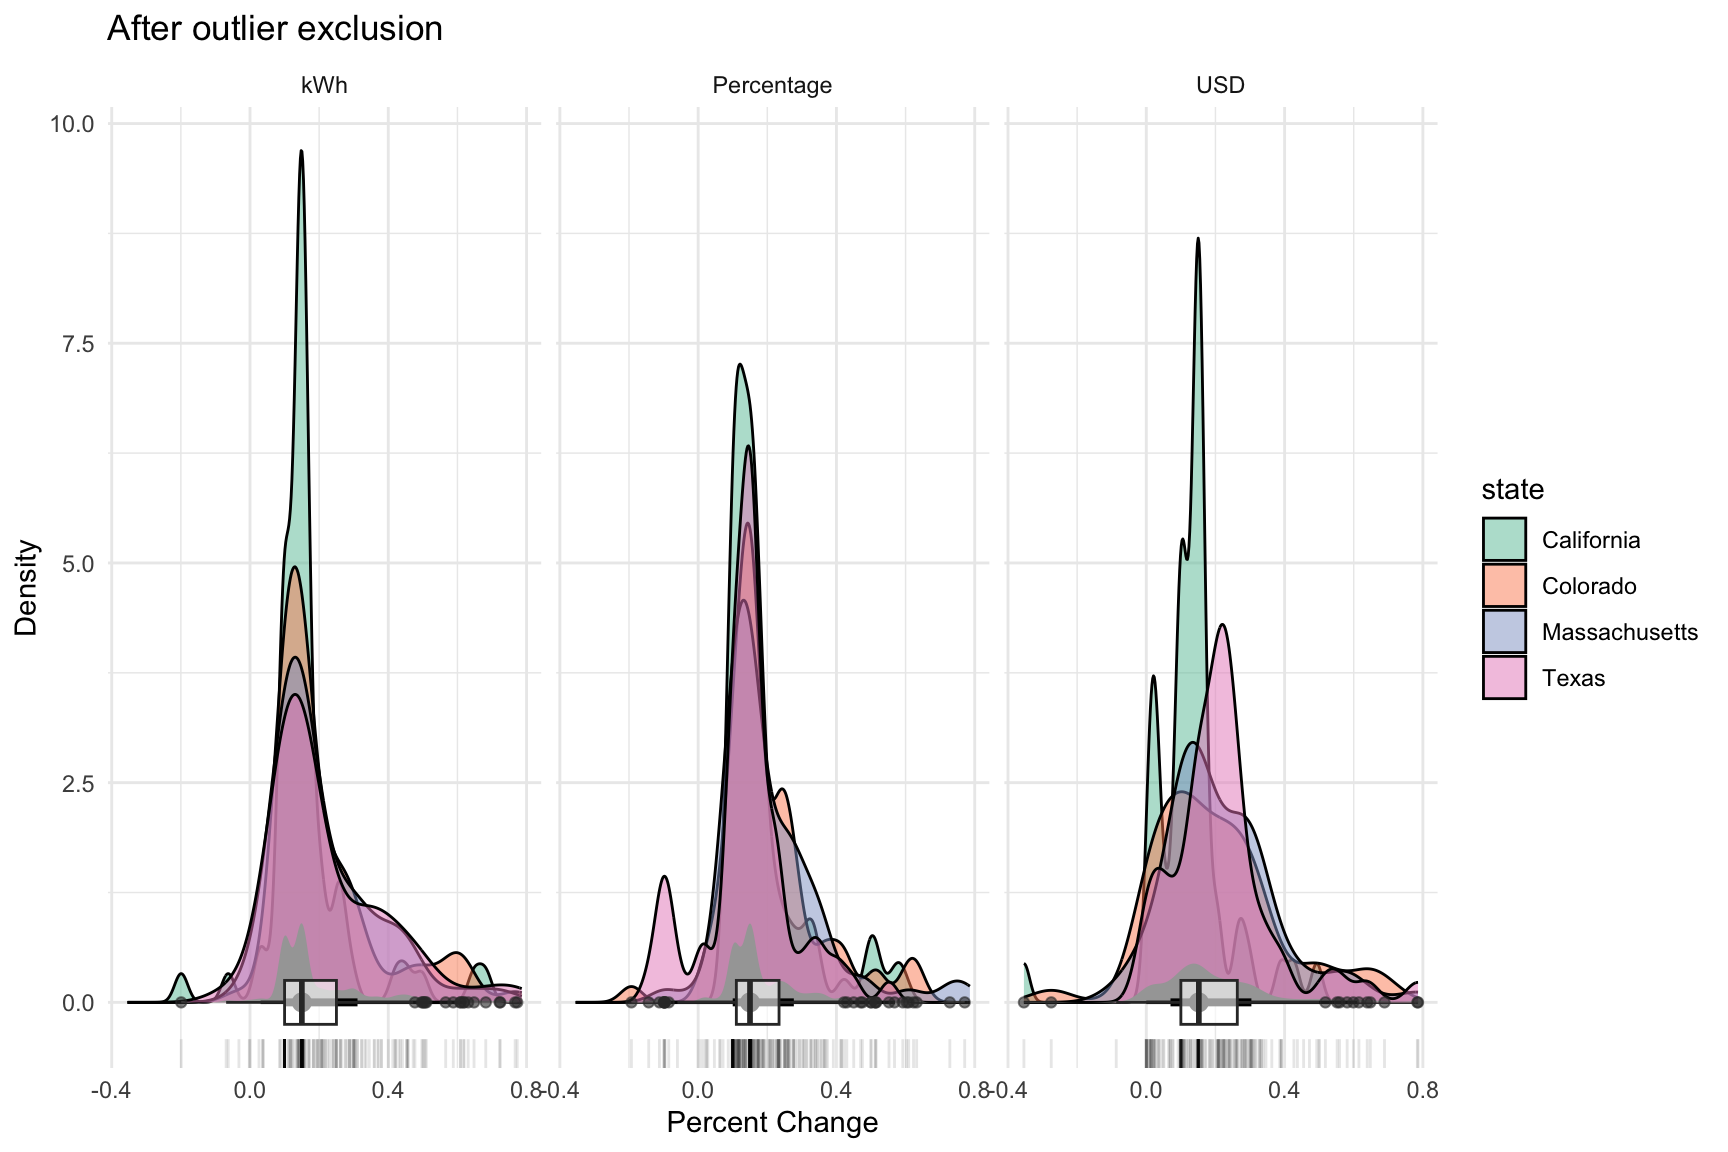 After outlier exclusion
kWh
Percentage
USD
10.0
7.5
5.0
2.5
0.0
Density
-0.4 0.0 0.4 0.8
-0.4 0.0 0.4 0.8
-0.4 0.0 0.4 0.8
Percent Change
state
California
Colorado
Massachusetts
Texas